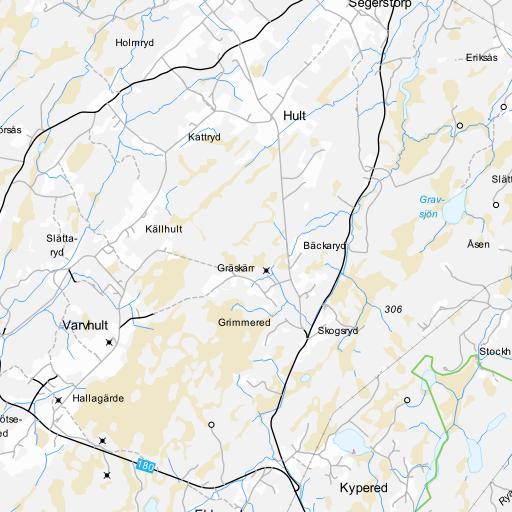 Segerstorp
Holmryd
Eriksås
Hult
Kattryd
Grav-
sjön
Källhult
Slätta-
ryd
Bäckaryd
Åsen
Gräskärr
306
Grimmered
Varvhult
Skogsryd
Stockh
Hallagärde
180
Kypered